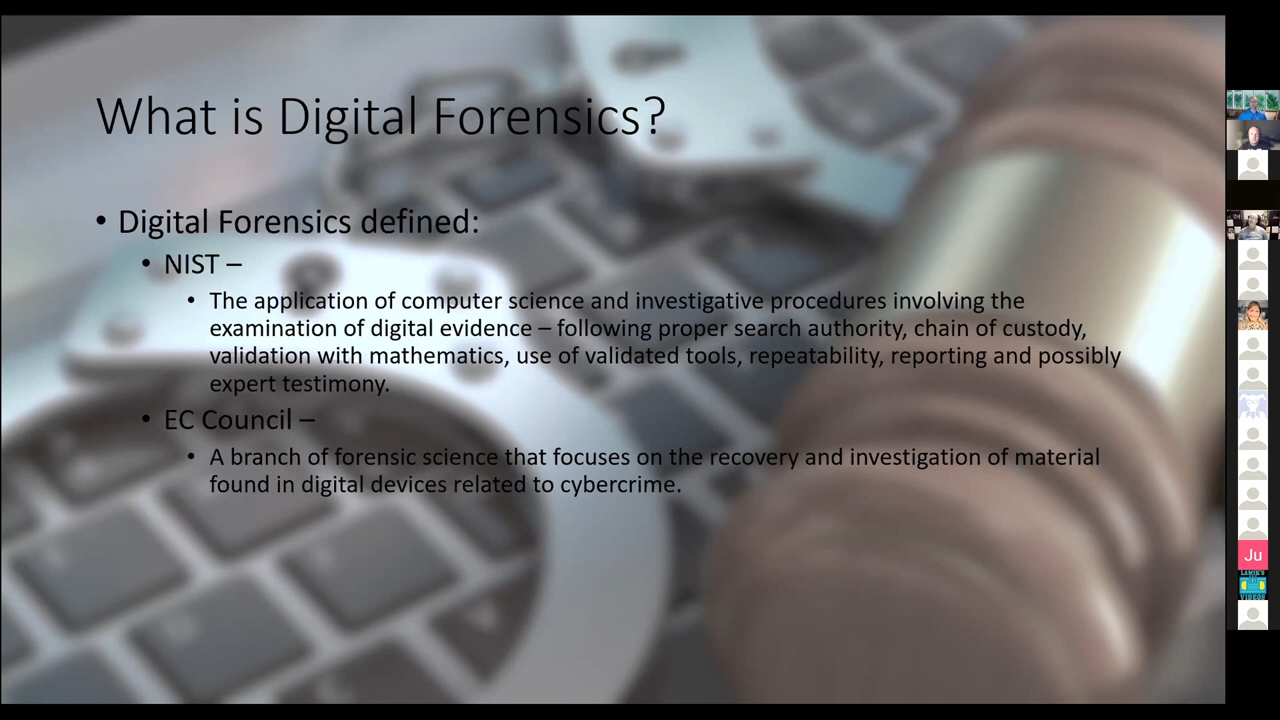 What is Digital Forensics?
• Digital Forensics defined:
• NIST –
• The application of computer science and investigative procedures involving the
examination of digital evidence – following proper search authority, chain of custody,
validation with mathematics, use of validated tools, repeatability, reporting and possibly
expert testimony.
• EC Council –
• A branch of forensic science that focuses on the recovery and investigation of material
found in digital devices related to cybercrime.
Ju